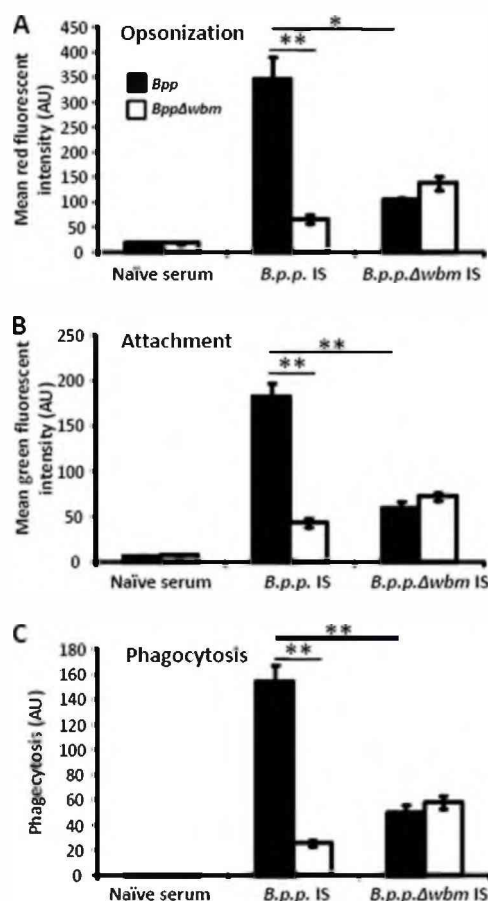 A
Opsonization
*
**
Bpp
BppΔwbm
Mean red fluorescent
intensity (AU)
450
400
350
300
250
200
150
100
50
0
Naïve serum
B.p.p. IS
B.p.p.Δwbm IS
B
Attachment
**
**
Mean green fluorescent
intensity (AU)
250
200
150
100
50
0
Naïve serum
B.p.p. IS
B.p.p.Δwbm IS
C
Phagocytosis
**
**
Phagecytosis (AU)
180
160
140
120
100
80
60
40
20
0
Naïve serum
B.p.p. IS
B.p.p.Δwbm IS